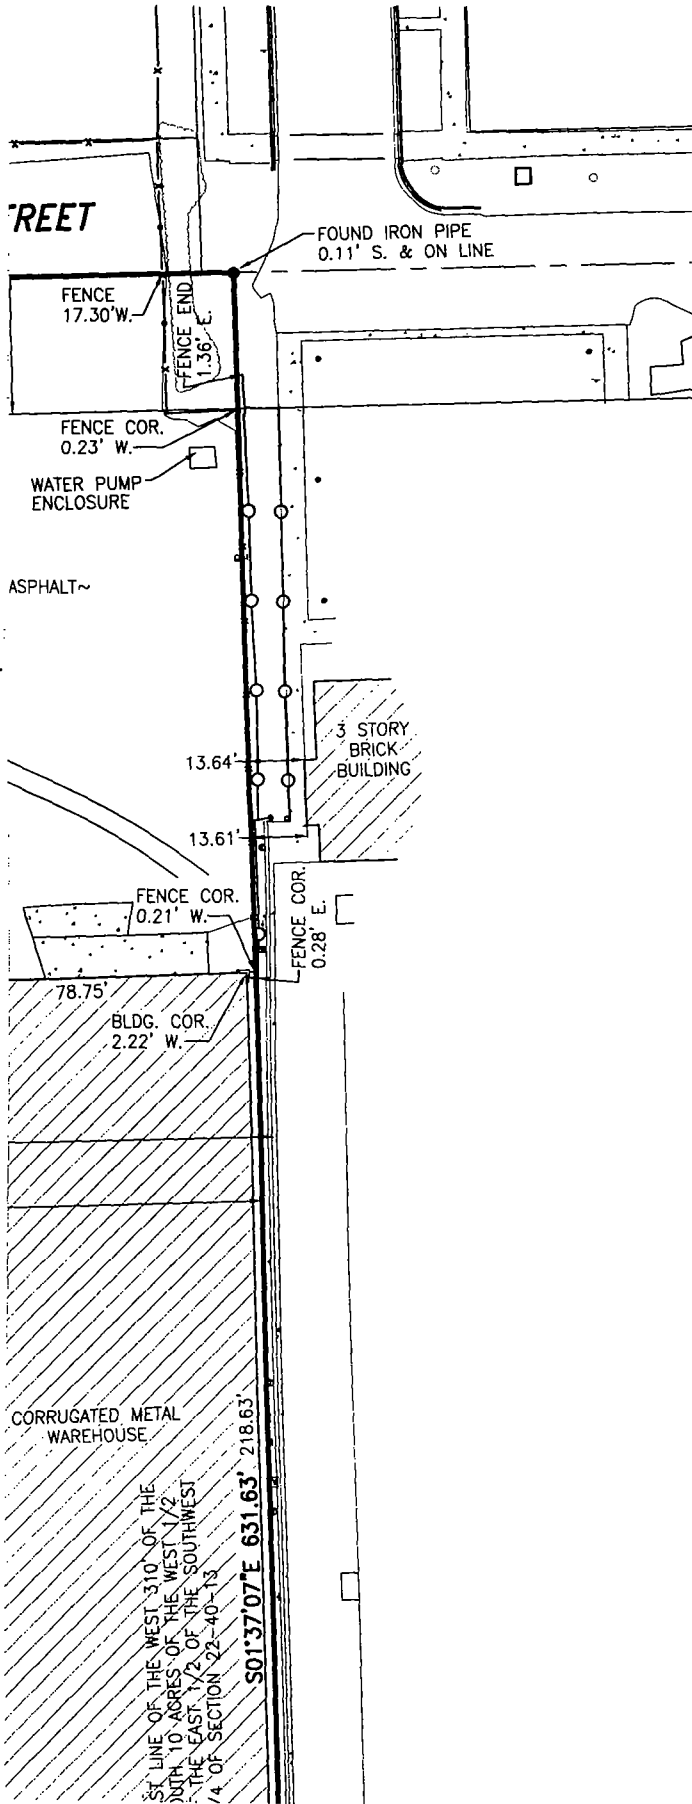 FOUND IRON PIPE
0.11' S. & ON LINE
FENCE
17.30'W.
FENCE END
1.36' E.
FENCE COR.
0.23' W.
WATER PUMP
ENCLOSURE
ASPHALT~
3 STORY
BRICK
BUILDING
13.64'
13.61'
FENCE COR.
0.21' W.
FENCE COR.
0.28' E.
78.75'
BLDG. COR.
2.22' W.
CORRUGATED METAL
WAREHOUSE
S01°37'07"E 631.63' 218.63'
ST LINE OF THE WEST 310' OF THE
OUTH 10 ACRES OF THE WEST 1/2
THE EAST 1/2 OF THE SOUTHWEST
/4 OF SECTION 22-40-13